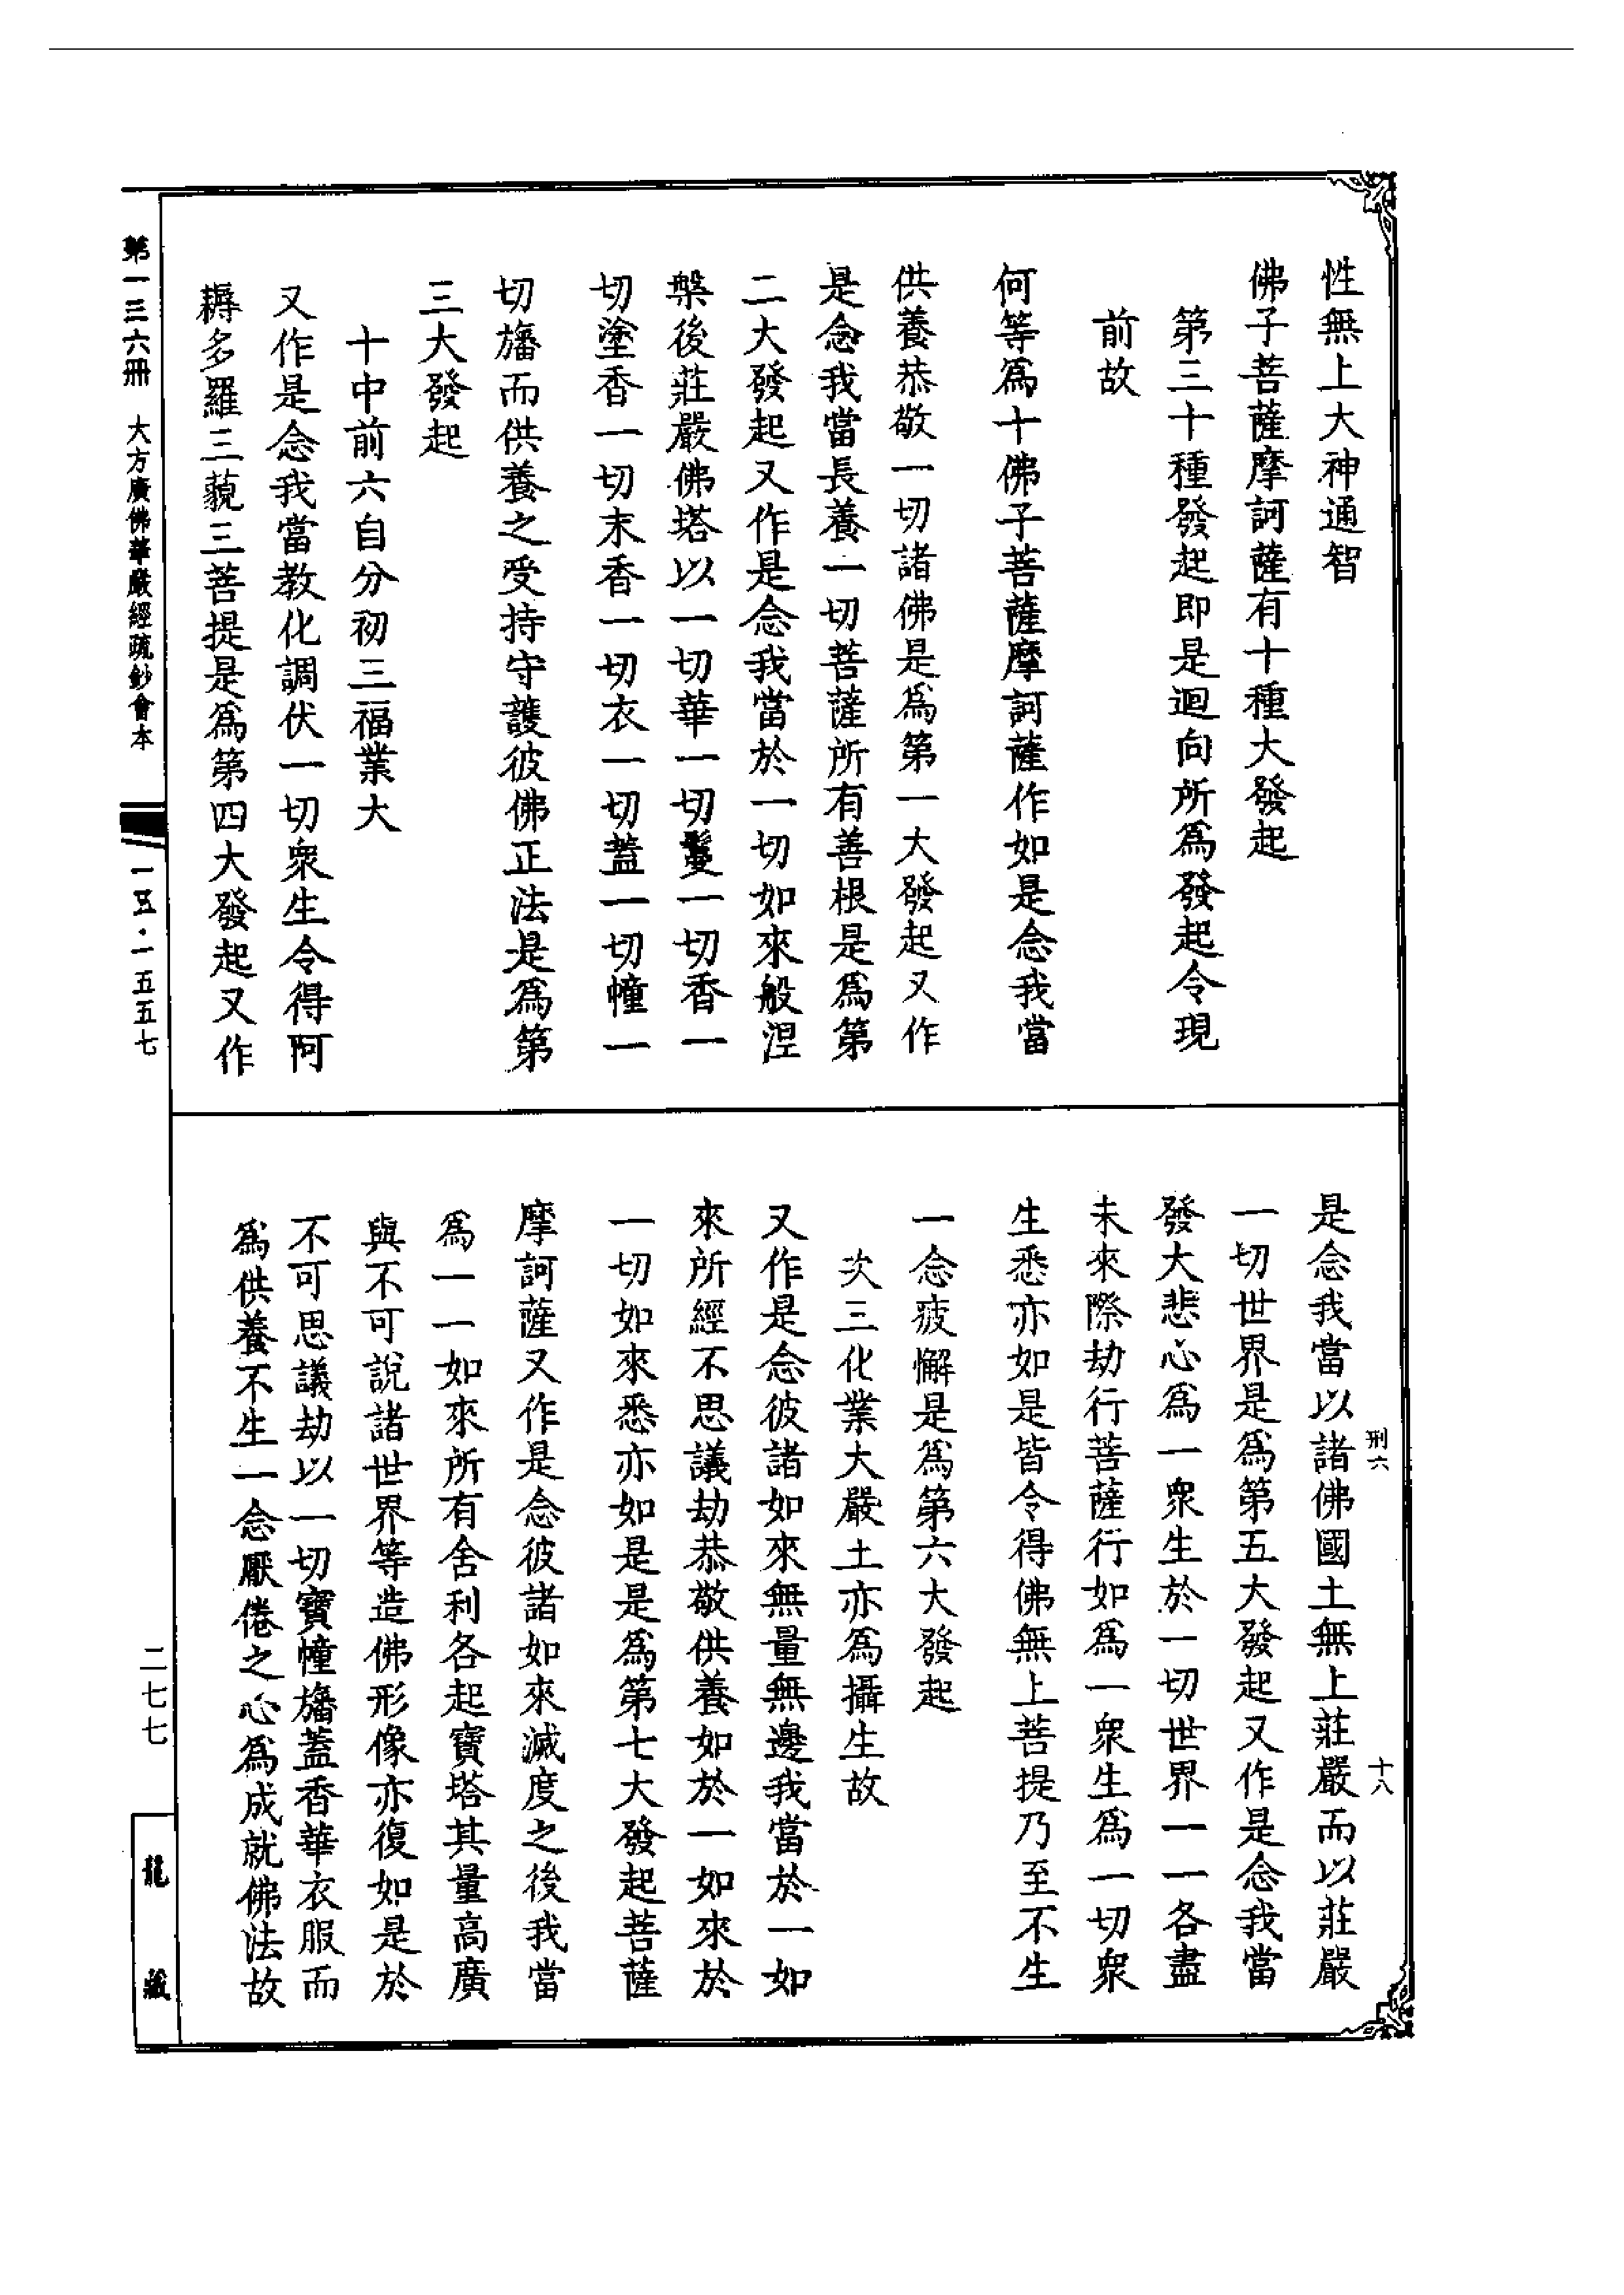 性無上大神通智
佛子菩薩摩訶薩有十種大發起
第三十種發起即是迴向所爲發起令現
前故
何等爲十佛子菩薩摩訶薩作如是念我當
供養恭敬一切諸佛是爲第一大發起又作
是念我當長養一切菩薩所有善根是爲第
二大發起又作是念我當於一切如來般涅
槃後莊嚴佛塔以一切華一切鬘一切香一
切塗香一切末香一切衣一切蓋一切幢一
切旛而供養之受持守護彼佛正法是爲第
三大發起
十中前六自分初三福業大
又作是念我當教化調伏一切衆生令得阿
耨多羅三藐三菩提是爲第四大發起又作
是念我當以諸佛國土無上莊嚴而以莊嚴
一切世界是爲第五大發起又作是念我當
發大悲心爲一衆生於一切世界一一各盡
未來際劫行菩薩行如爲一衆生爲一切衆
生悉亦如是皆令得佛無上菩提乃至不生
一念疲懈是爲第六大發起
次三化業大嚴土亦爲攝生故
又作是念彼諸如來無量無邊我當於一如
來所經不思議劫恭敬供養如於一如來於
一切如來悉亦如是是爲第七大發起菩薩
摩訶薩又作是念彼諸如來滅度之後我當
爲一一如來所有舍利各起寶塔其量高廣
與不可說諸世界等造佛形像亦復如是於
不可思議劫以一切寶幢旛蓋香華衣服而
爲供養不生一念厭倦之心爲成就佛法故
刑六
十八
第一三六冊 大方廣佛華嚴經疏鈔會本
一五五·一五五七
二七七
龍藏